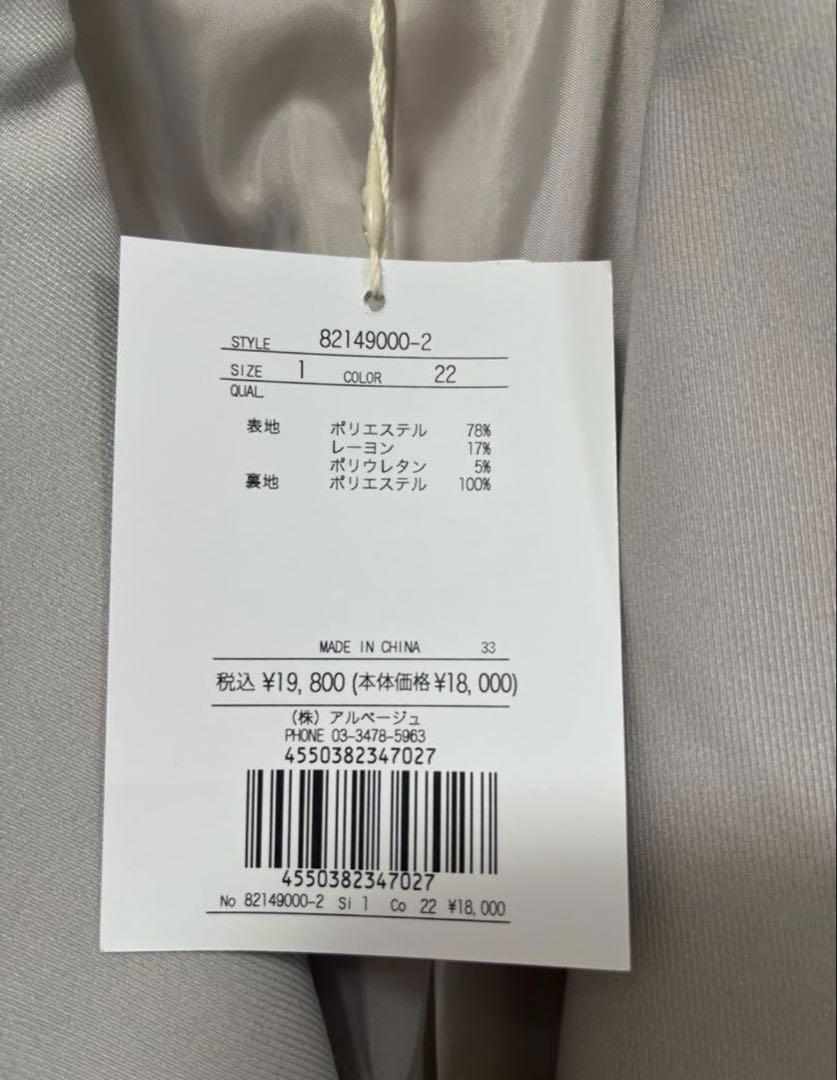 STYLE 82149000-2
SIZE 1 COLOR 22
QUAL.
表地 ポリエステル 78%
レーヨン 17%
ポリウレタン 5%
裏地 ポリエステル 100%
MADE IN CHINA 33
税込 ¥19,800 (本体価格¥18,000)
(株) アルページュ
PHONE 03-3478-5963
4550382347027
4550382347027
No 82149000-2 Si 1 Co 22 ¥18,000